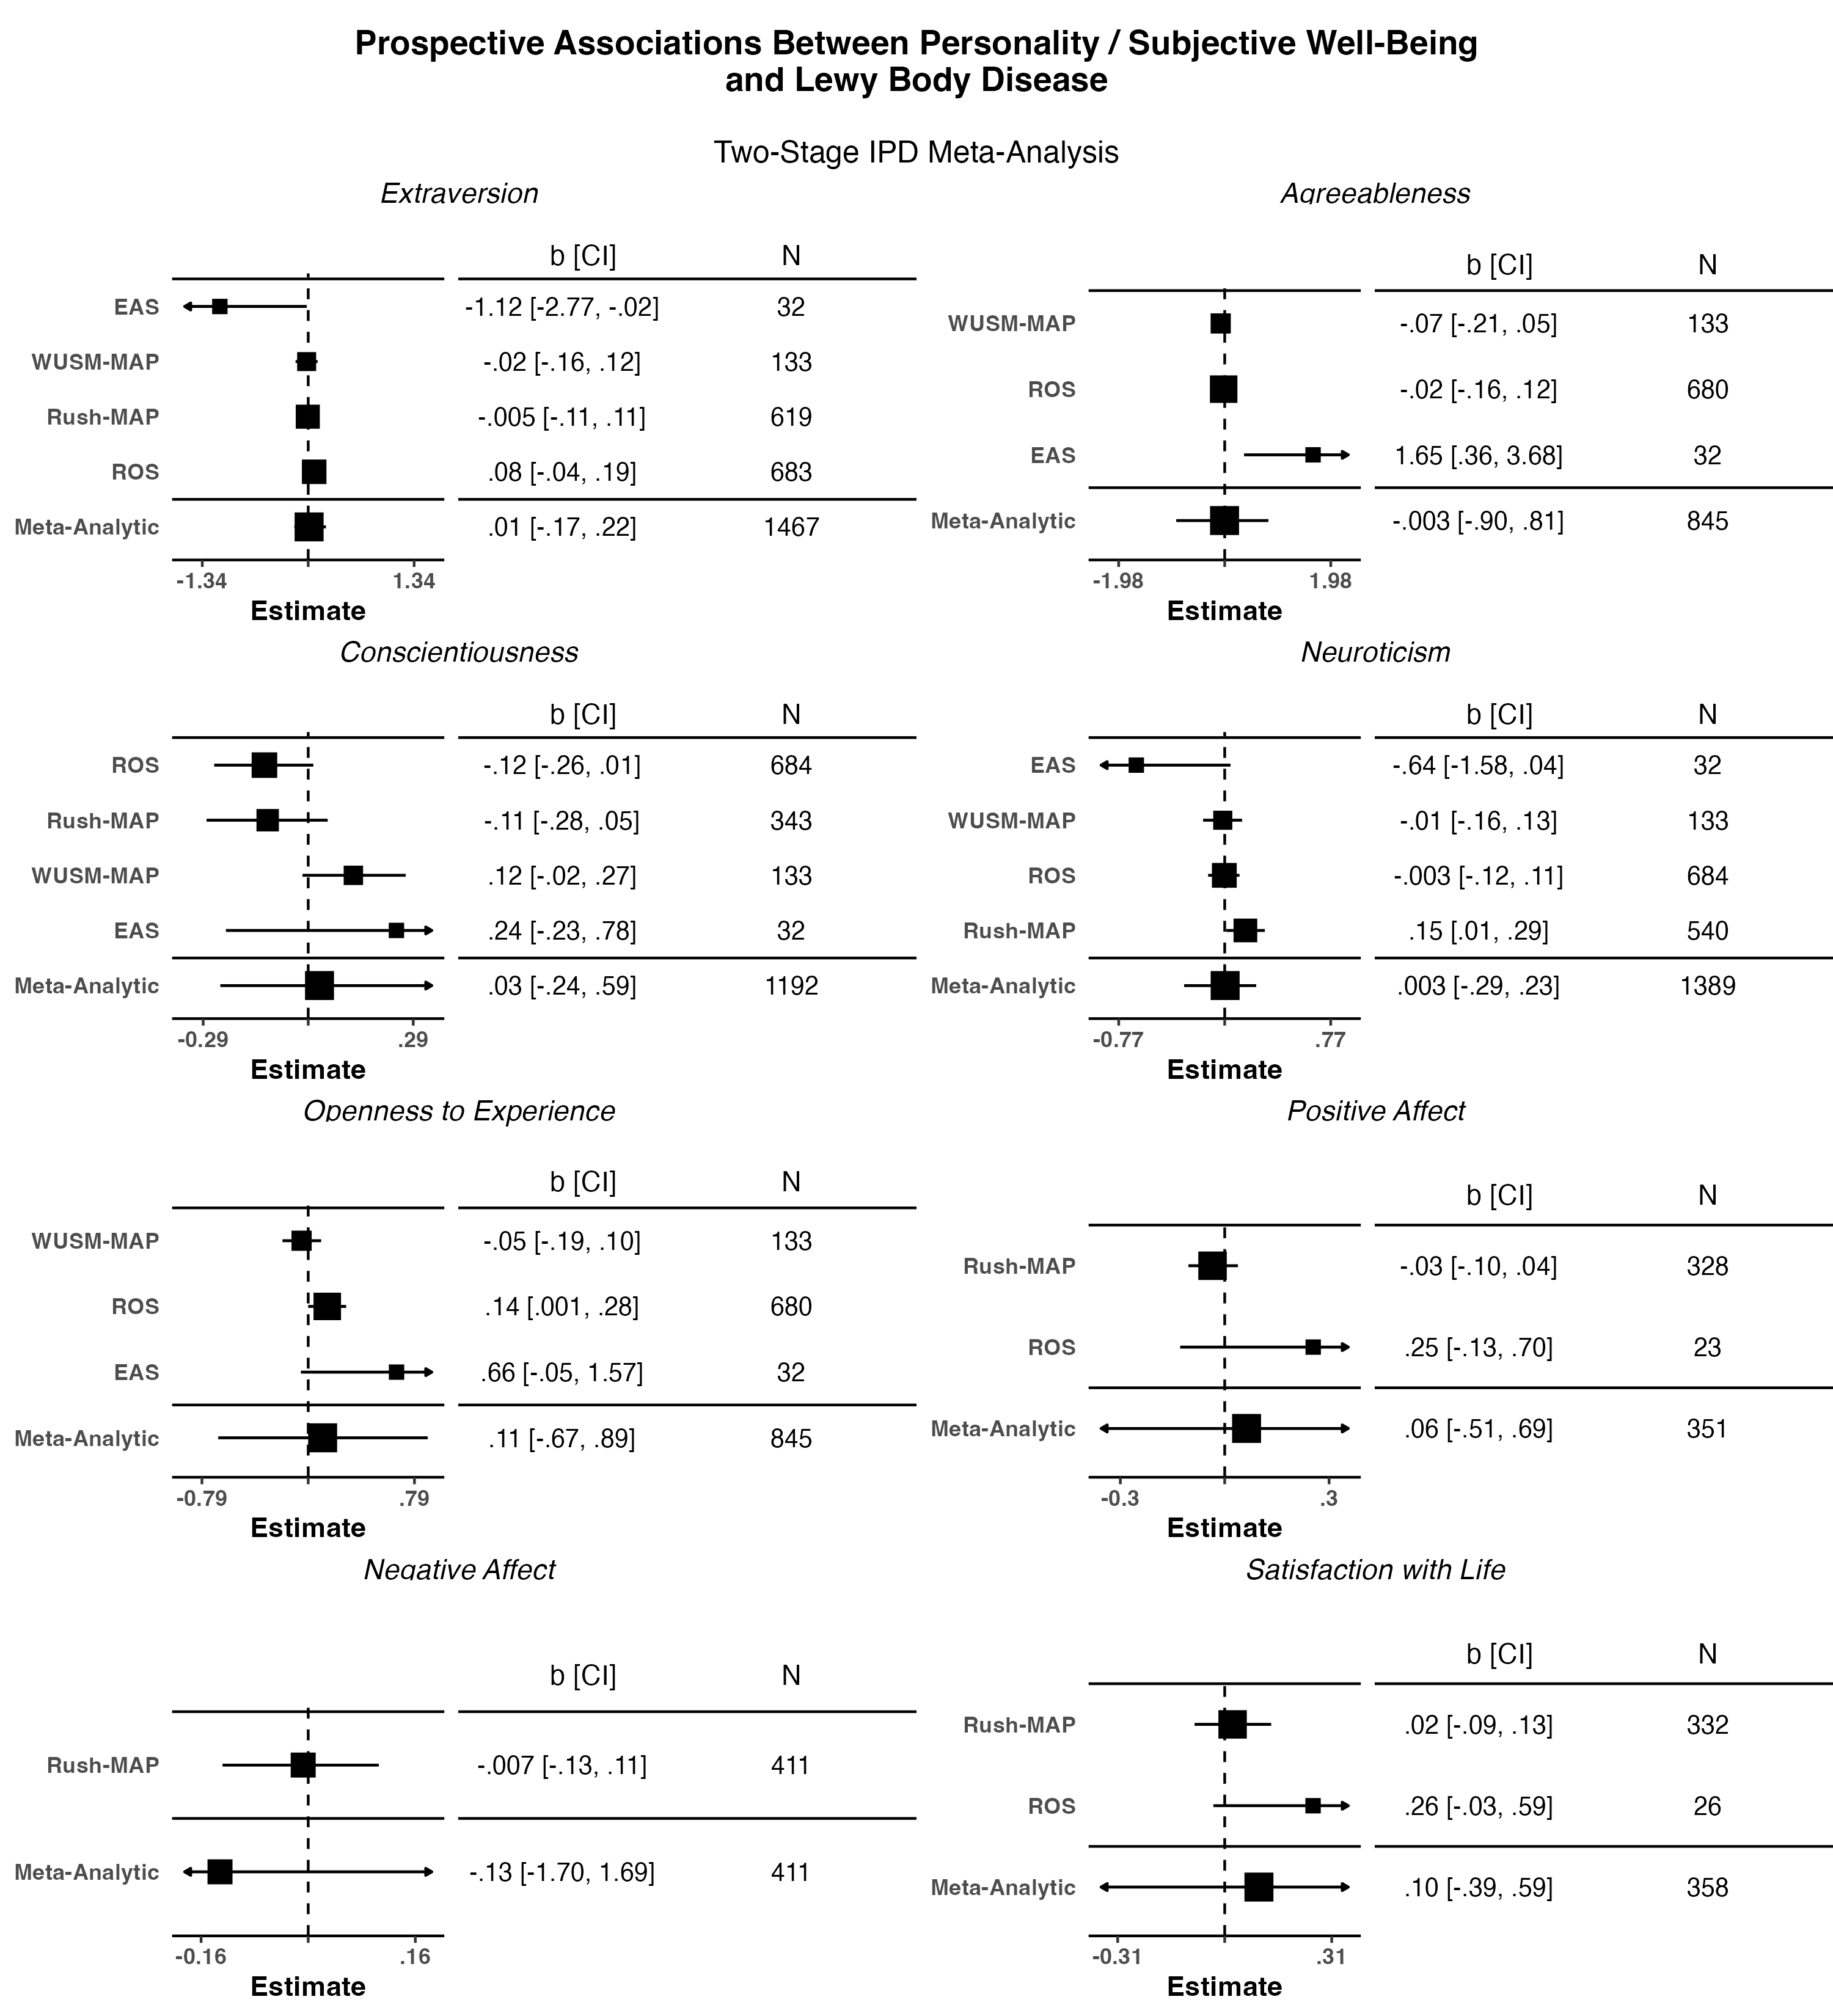 Prospective Associations Between Personality / Subjective Well-Being
and Lewy Body Disease
Two-Stage IPD Meta-Analysis
Extraversion
b [CI] N
EAS -1.12 [-2.77, -.02] 32
WUSM-MAP -.02 [-.16, .12] 133
Rush-MAP -.005 [-.11, .11] 619
ROS .08 [-.04, .19] 683
Meta-Analytic .01 [-.17, .22] 1467
-1.34 1.34
Estimate
Agreeableness
b [CI] N
WUSM-MAP -.07 [-.21, .05] 133
ROS -.02 [-.16, .12] 680
EAS 1.65 [.36, 3.68] 32
Meta-Analytic -.003 [-.90, .81] 845
-1.98 1.98
Estimate
Conscientiousness
b [CI] N
ROS -.12 [-.26, .01] 684
Rush-MAP -.11 [-.28, .05] 343
WUSM-MAP .12 [-.02, .27] 133
EAS .24 [-.23, .78] 32
Meta-Analytic .03 [-.24, .59] 1192
-0.29 .29
Estimate
Neuroticism
b [CI] N
EAS -.64 [-1.58, .04] 32
WUSM-MAP -.01 [-.16, .13] 133
ROS -.003 [-.12, .11] 684
Rush-MAP .15 [.01, .29] 540
Meta-Analytic .003 [-.29, .23] 1389
-0.77 .77
Estimate
Openness to Experience
b [CI] N
WUSM-MAP -.05 [-.19, .10] 133
ROS .14 [.001, .28] 680
EAS .66 [-.05, 1.57] 32
Meta-Analytic .11 [-.67, .89] 845
-0.79 .79
Estimate
Positive Affect
b [CI] N
Rush-MAP -.03 [-.10, .04] 328
ROS .25 [-.13, .70] 23
Meta-Analytic .06 [-.51, .69] 351
-0.3 .3
Estimate
Negative Affect
b [CI] N
Rush-MAP -.007 [-.13, .11] 411
Meta-Analytic -.13 [-1.70, 1.69] 411
-0.16 .16
Estimate
Satisfaction with Life
b [CI] N
Rush-MAP .02 [-.09, .13] 332
ROS .26 [-.03, .59] 26
Meta-Analytic .10 [-.39, .59] 358
-0.31 .31
Estimate